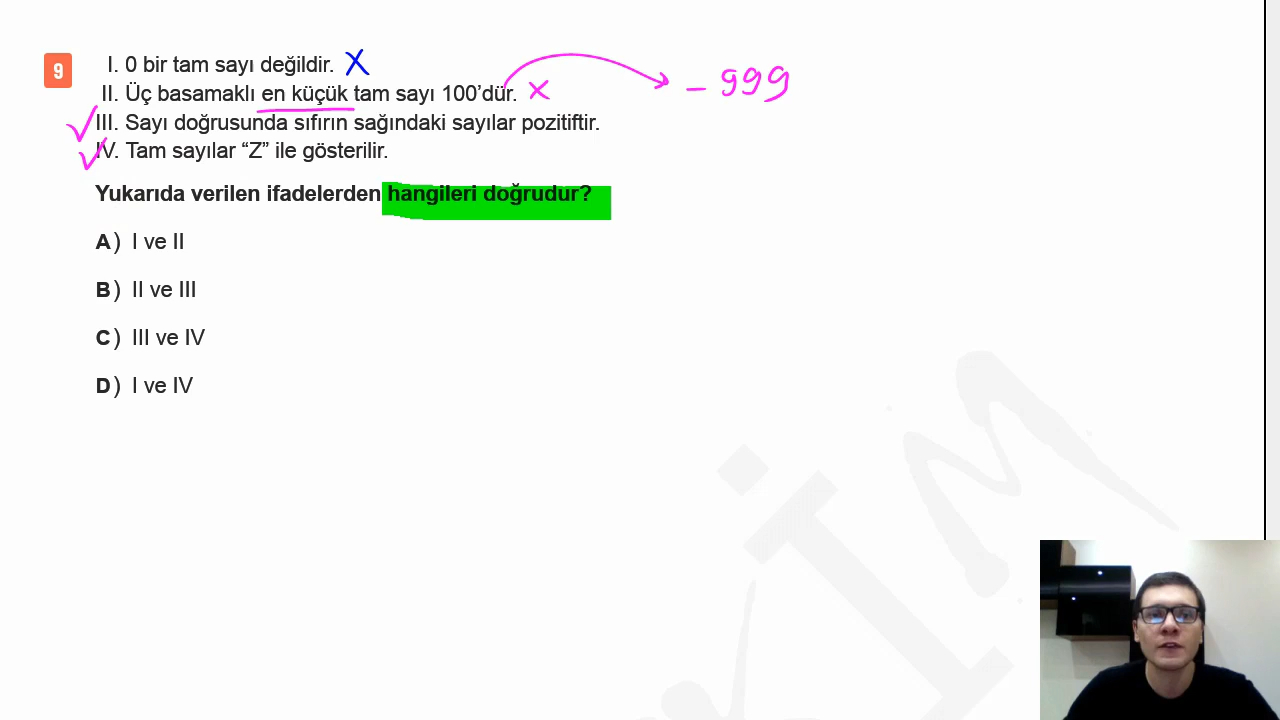 9
I. 0 bir tam sayı değildir. X
II. Üç basamaklı en küçük tam sayı 100’dür. X - 999
III. Sayı doğrusunda sıfırın sağındaki sayılar pozitiftir.
IV. Tam sayılar “Z” ile gösterilir.
Yukarıda verilen ifadelerden hangileri doğrudur?
A) I ve II
B) II ve III
C) III ve IV
D) I ve IV